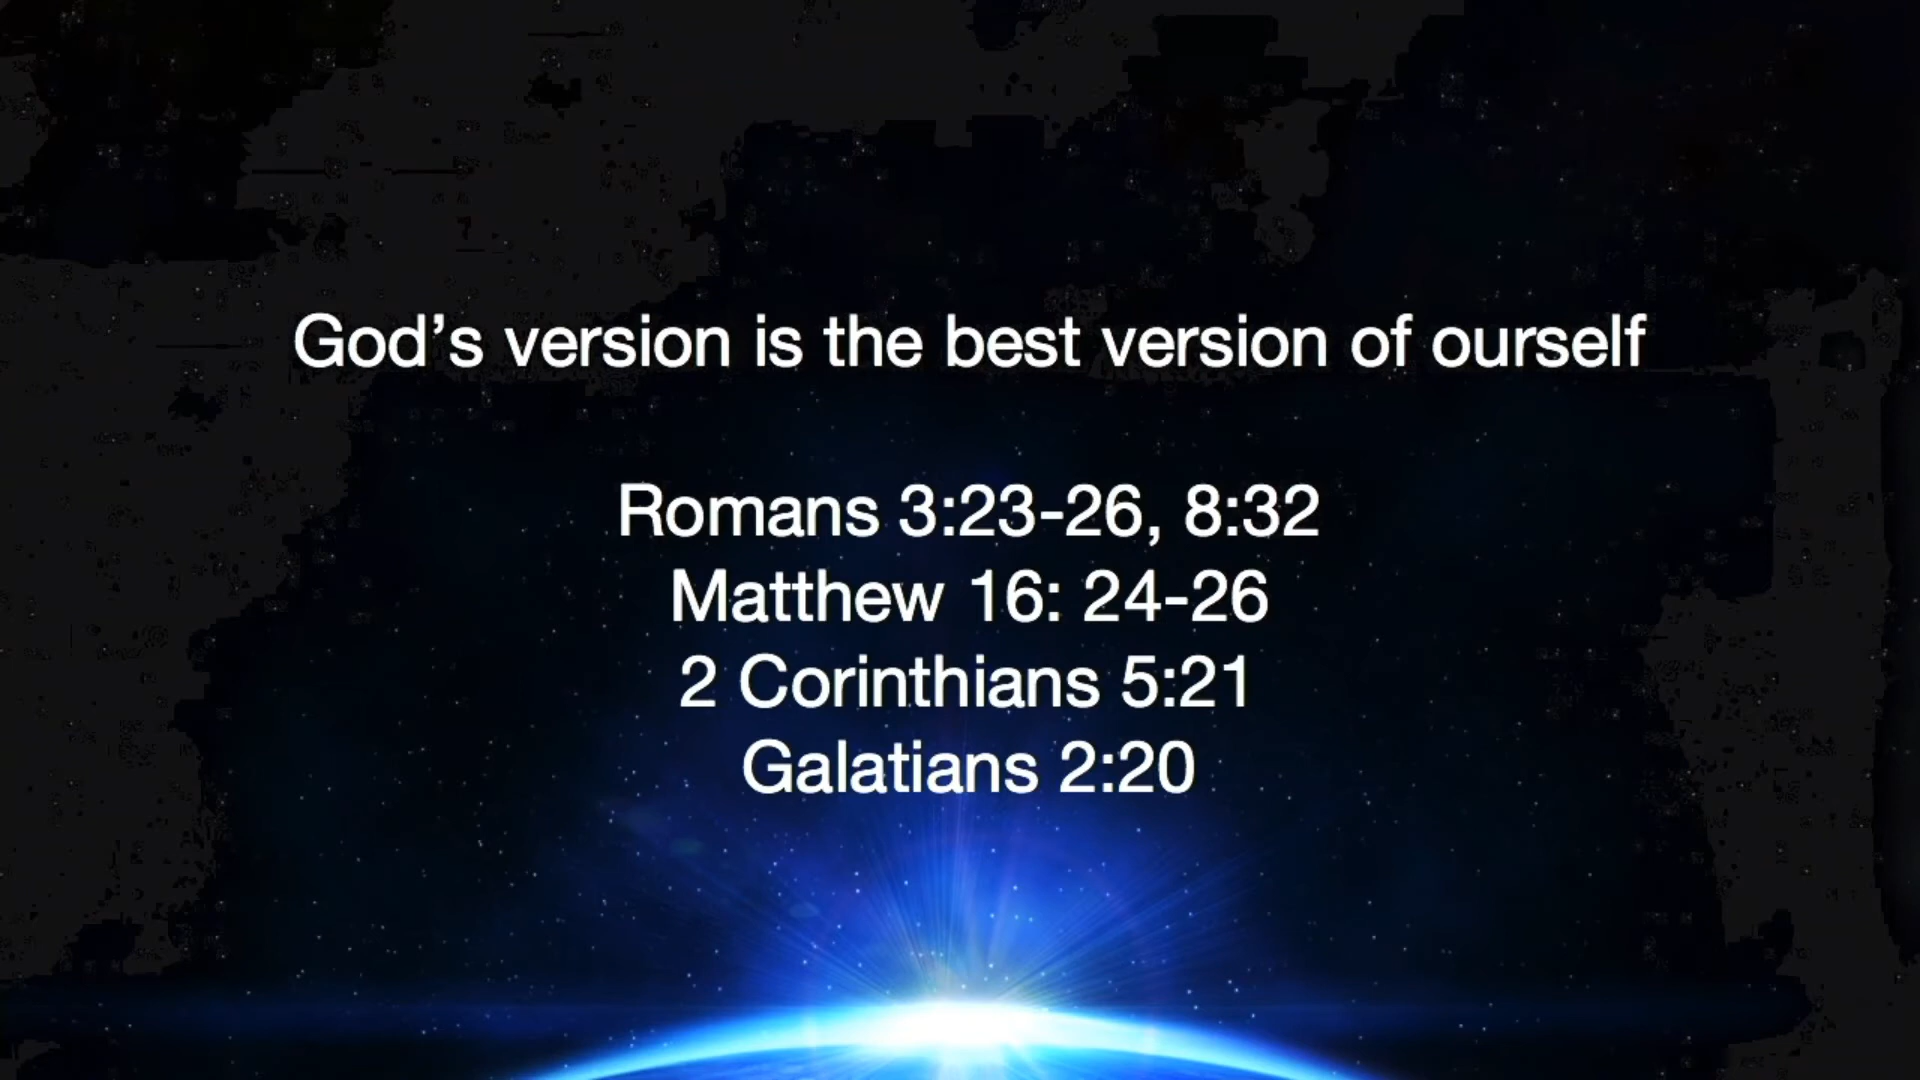 God’s version is the best version of ourself
Romans 3:23-26, 8:32
Matthew 16: 24-26
2 Corinthians 5:21
Galatians 2:20